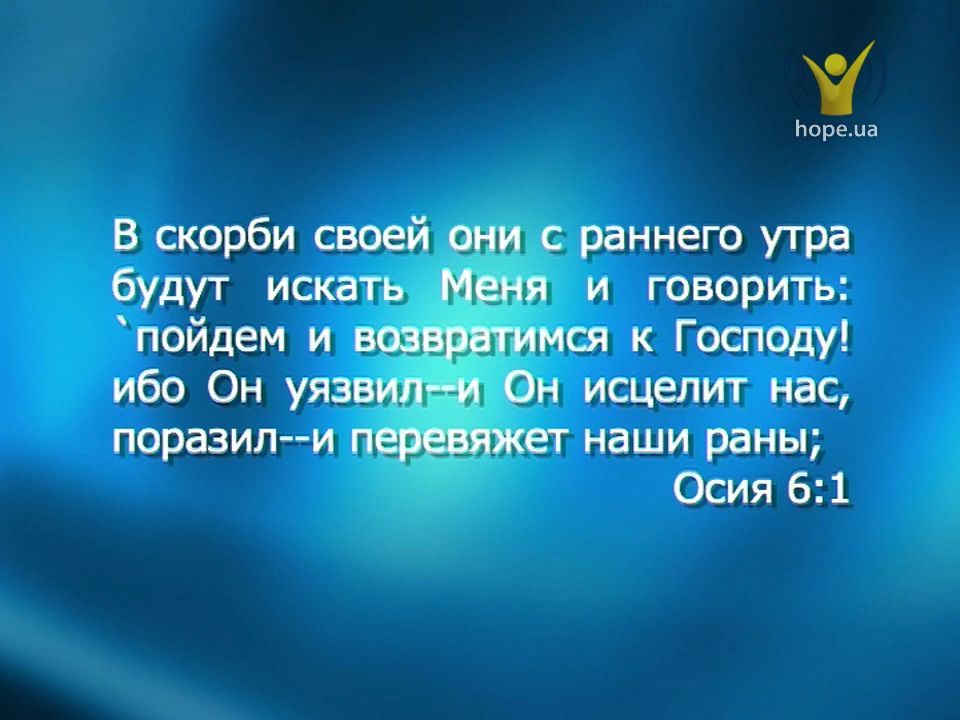 hope.ua
В скорби своей они с раннего утра
будут искать Меня и говорить:
`пойдем и возвратимся к Господу!
ибо Он уязвил--и Он исцелит нас,
поразил--и перевяжет наши раны;
Осия 6:1